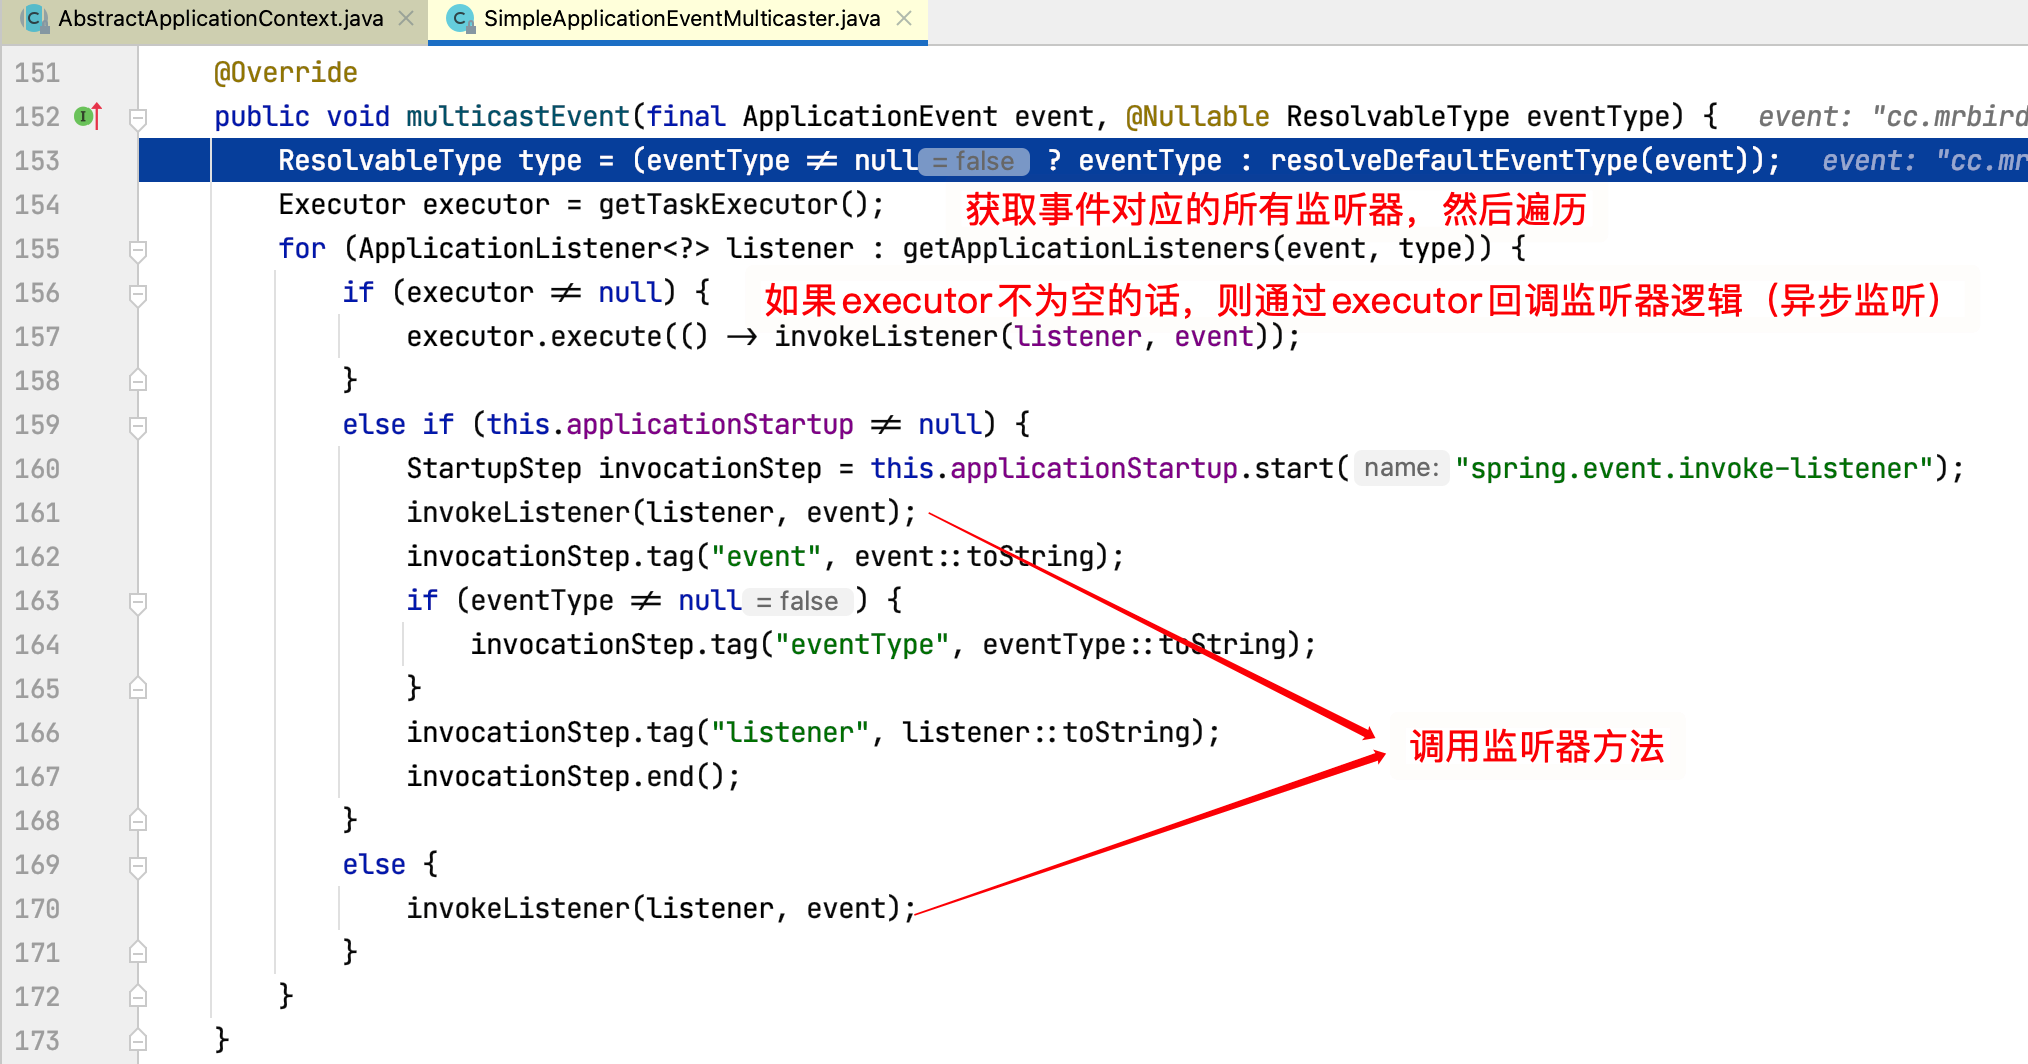 AbstractApplicationContext.java SimpleApplicationEventMulticaster.java
151 @Override
152 public void multicastEvent(final ApplicationEvent event, @Nullable ResolvableType eventType) { event: "cc.mrbird
153 ResolvableType type = (eventType ≠ null = false ? eventType : resolveDefaultEventType(event)); event: "cc.mr
154 Executor executor = getTaskExecutor(); 获取事件对应的所有监听器，然后遍历
155 for (ApplicationListener<?> listener : getApplicationListeners(event, type)) {
156 if (executor ≠ null) { 如果executor不为空的话，则通过executor回调监听器逻辑（异步监听）
157 executor.execute(() → invokeListener(listener, event));
158 }
159 else if (this.applicationStartup ≠ null) {
160 StartupStep invocationStep = this.applicationStartup.start( name: "spring.event.invoke-listener");
161 invokeListener(listener, event);
162 invocationStep.tag("event", event::toString);
163 if (eventType ≠ null = false ) {
164 invocationStep.tag("eventType", eventType::toString);
165 }
166 invocationStep.tag("listener", listener::toString);
调用监听器方法
167 invocationStep.end();
168 }
169 else {
170 invokeListener(listener, event);
171 }
172 }
173 }